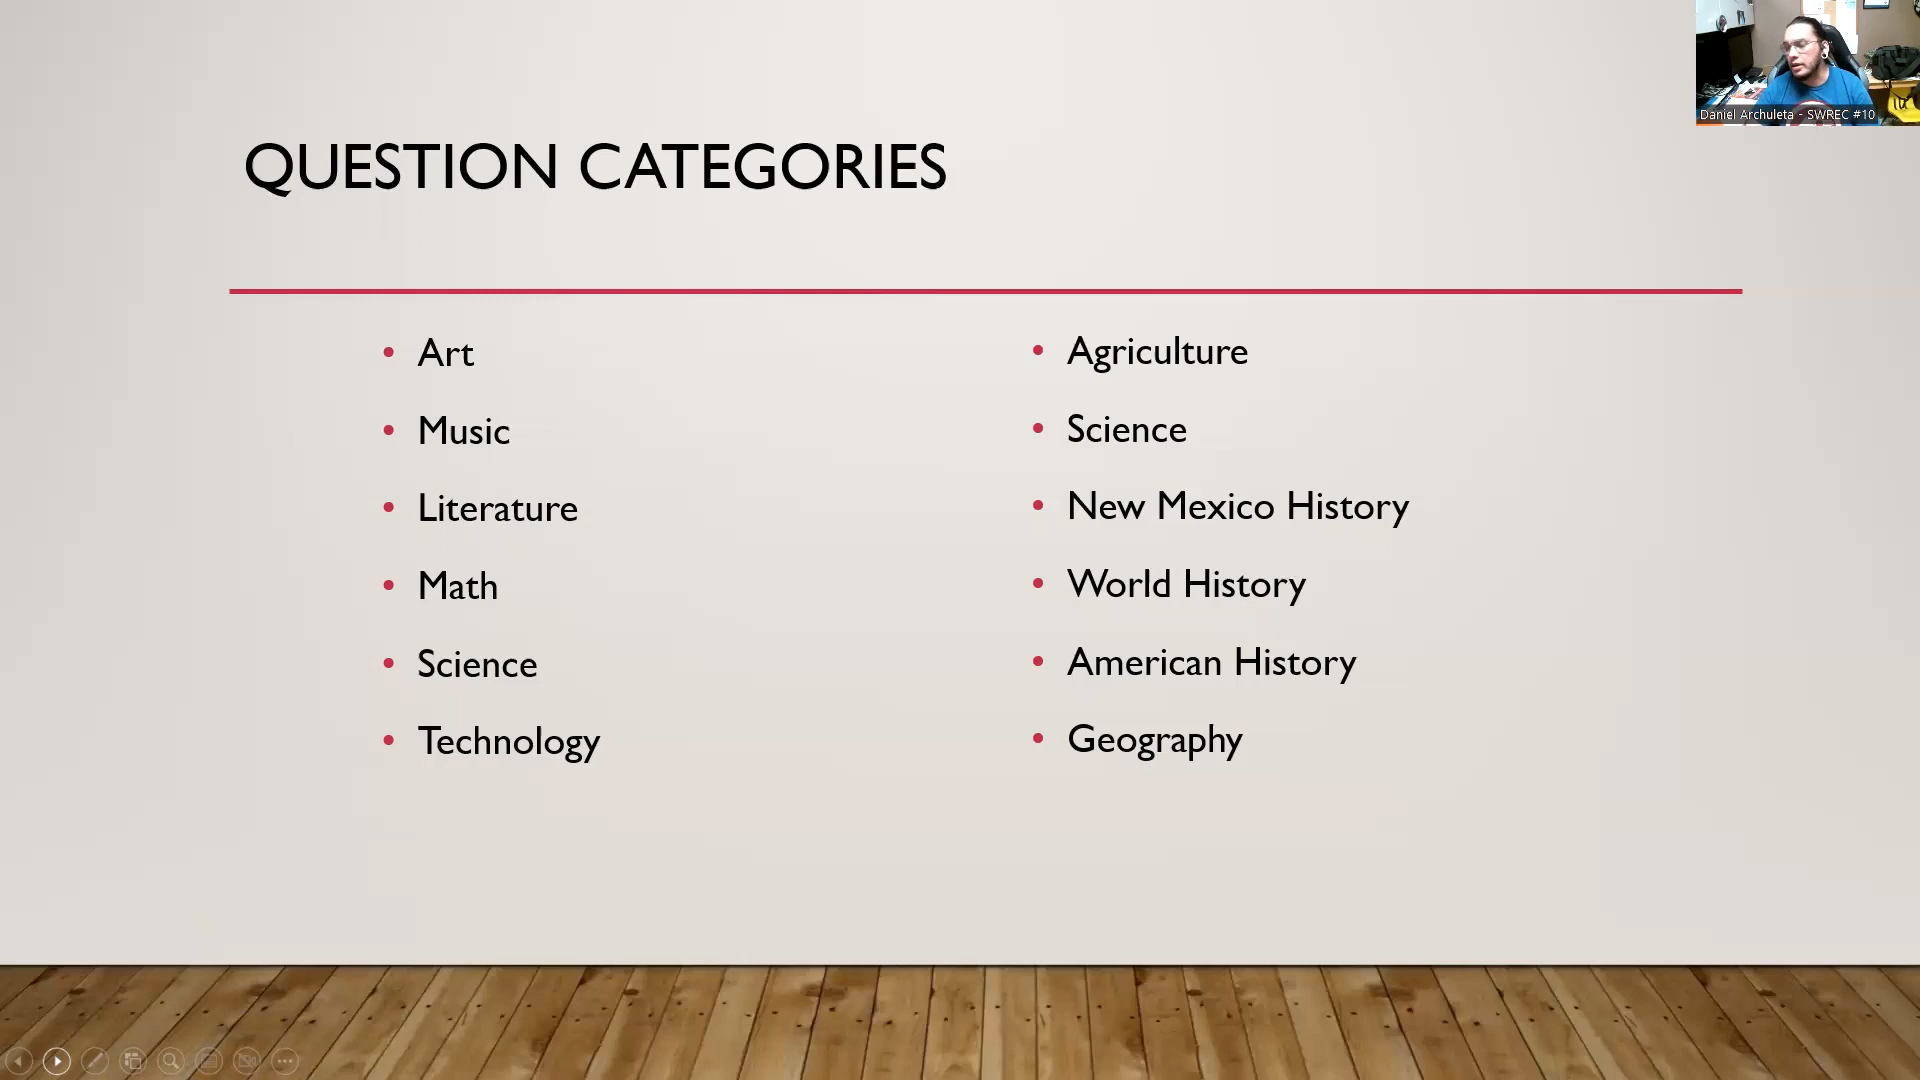 Daniel Archuleta - SWREC #10
QUESTION CATEGORIES
• Art
• Music
• Literature
• Math
• Science
• Technology
• Agriculture
• Science
• New Mexico History
• World History
• American History
• Geography